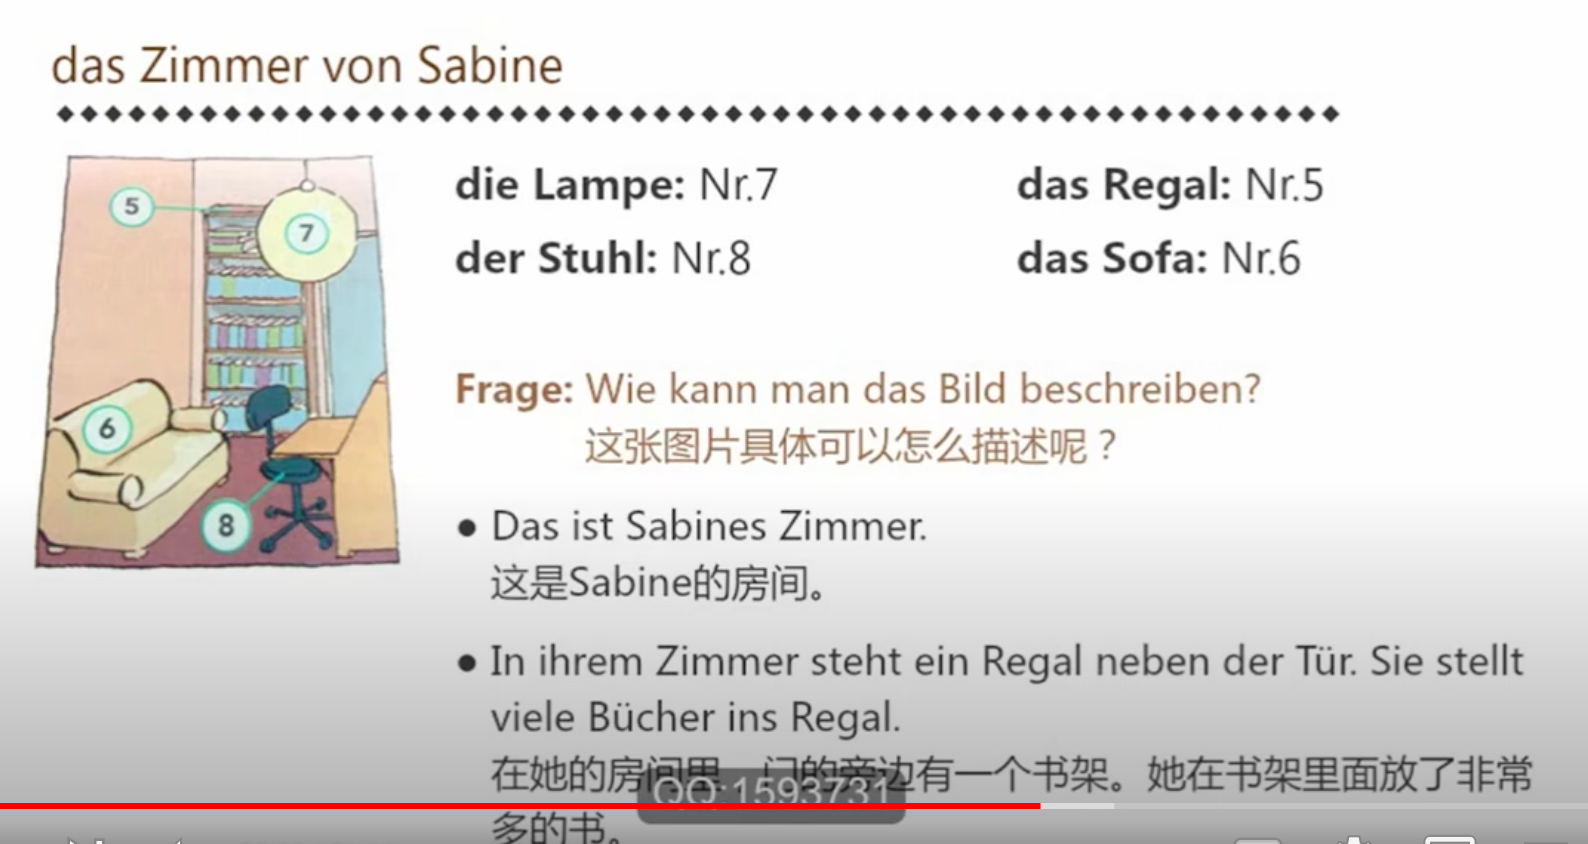 das Zimmer von Sabine
die Lampe: Nr.7
das Regal: Nr.5
der Stuhl: Nr.8
das Sofa: Nr.6
5
7
6
8
Frage: Wie kann man das Bild beschreiben?
这张图片具体可以怎么描述呢？
● Das ist Sabines Zimmer.
这是Sabine的房间。
● In ihrem Zimmer steht ein Regal neben der Tür. Sie stellt
viele Bücher ins Regal.
在她的房间里，门的旁边有一个书架。她在书架里面放了非常
多的书。
QQ:1593731